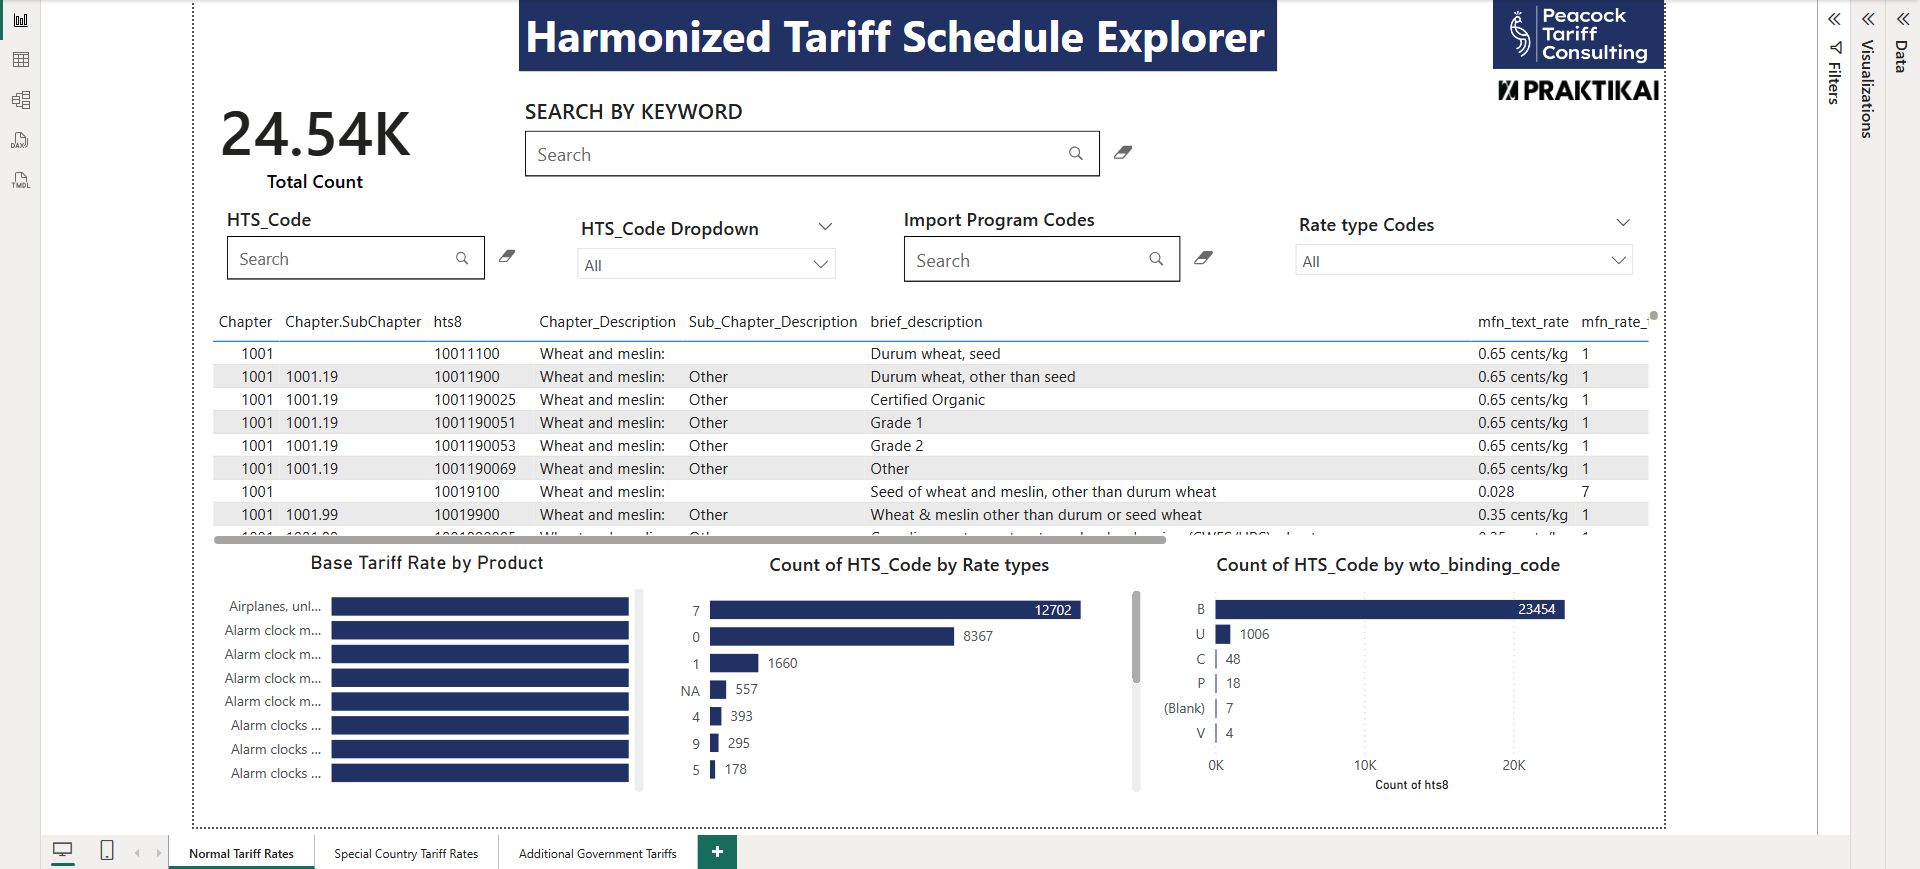 Harmonized Tariff Schedule Explorer
Peacock
Tariff
Consulting
PRAKTIKAI
Filters
Visualizations
Data
DAX
TMDL
24.54K
Total Count
SEARCH BY KEYWORD
Search
HTS_Code
Search
HTS_Code Dropdown
All
Import Program Codes
Search
Rate type Codes
All
Chapter Chapter.SubChapter hts8 Chapter_Description Sub_Chapter_Description brief_description mfn_text_rate mfn_rate_
1001 10011100 Wheat and meslin: Durum wheat, seed 0.65 cents/kg 1
1001 1001.19 10011900 Wheat and meslin: Other Durum wheat, other than seed 0.65 cents/kg 1
1001 1001.19 1001190025 Wheat and meslin: Other Certified Organic 0.65 cents/kg 1
1001 1001.19 1001190051 Wheat and meslin: Other Grade 1 0.65 cents/kg 1
1001 1001.19 1001190053 Wheat and meslin: Other Grade 2 0.65 cents/kg 1
1001 1001.19 1001190069 Wheat and meslin: Other Other 0.65 cents/kg 1
1001 10019100 Wheat and meslin: Seed of wheat and meslin, other than durum wheat 0.028 7
1001 1001.99 10019900 Wheat and meslin: Other Wheat & meslin other than durum or seed wheat 0.35 cents/kg 1
Base Tariff Rate by Product
Airplanes, unl...
Alarm clock m...
Alarm clock m...
Alarm clock m...
Alarm clock m...
Alarm clocks ...
Alarm clocks ...
Alarm clocks ...
Count of HTS_Code by Rate types
7 12702
0 8367
1 1660
NA 557
4 393
9 295
5 178
Count of HTS_Code by wto_binding_code
B 23454
U 1006
C 48
P 18
(Blank) 7
V 4
0K 10K 20K
Count of hts8
Normal Tariff Rates
Special Country Tariff Rates
Additional Government Tariffs